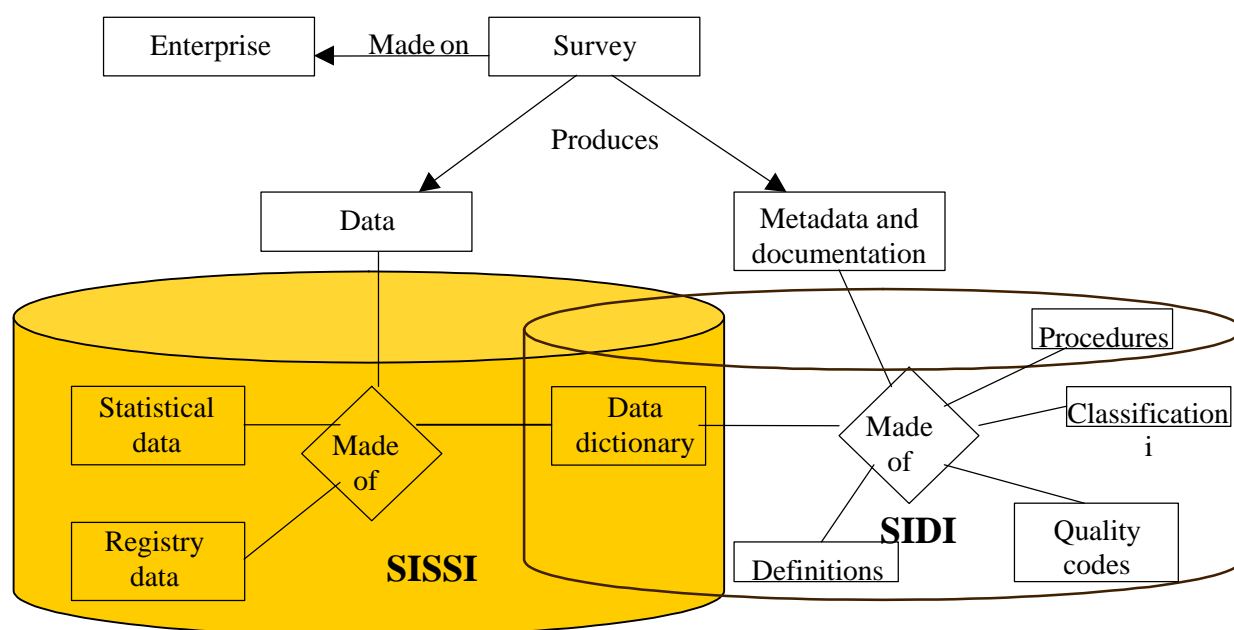 Enterprise
Made on
Survey
Produces
Data
Metadata and
documentation
Procedures
Statistical
data
Made
of
Data
dictionary
Made
of
Classification
i
Registry
data
SISSI
SIDI
Definitions
Quality
codes